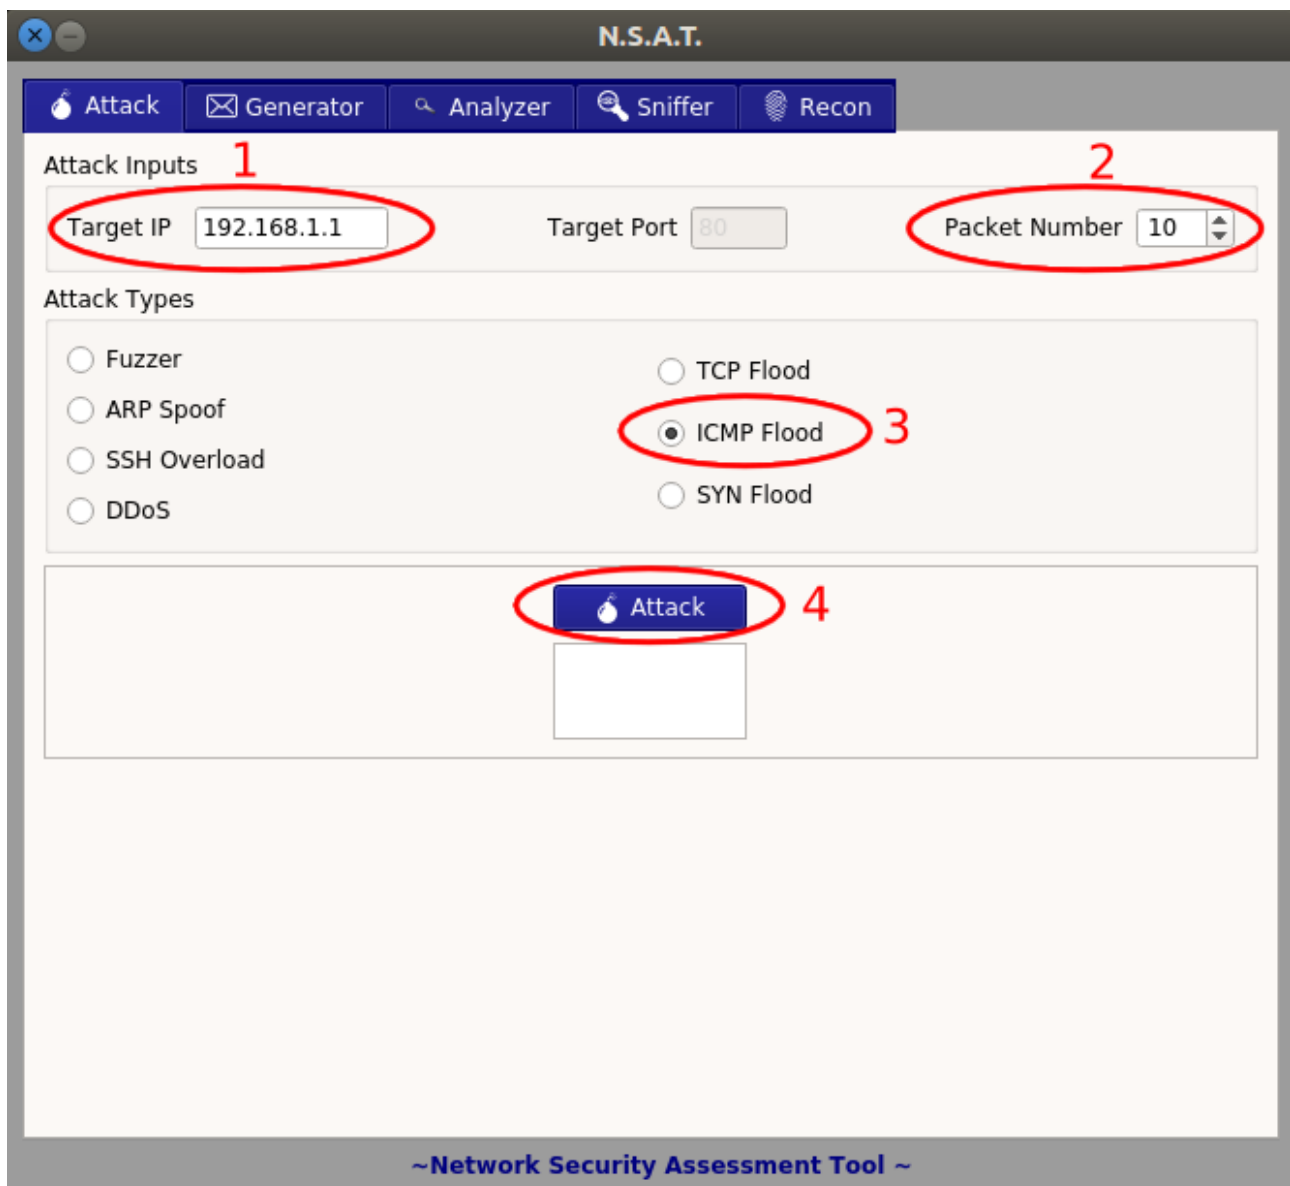 N.S.A.T.
Attack Generator Analyzer Sniffer Recon
Attack Inputs 1 2
Target IP 192.168.1.1 Target Port 80 Packet Number 10
Attack Types
Fuzzer
TCP Flood
ARP Spoof
ICMP Flood 3
SSH Overload
SYN Flood
DDoS
Attack 4
~Network Security Assessment Tool ~